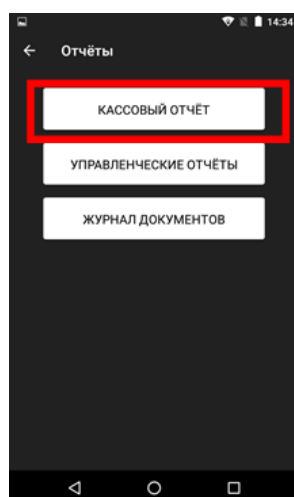 14:34
Отчёты
КАССОВЫЙ ОТЧЁТ
УПРАВЛЕНЧЕСКИЕ ОТЧЁТЫ
ЖУРНАЛ ДОКУМЕНТОВ